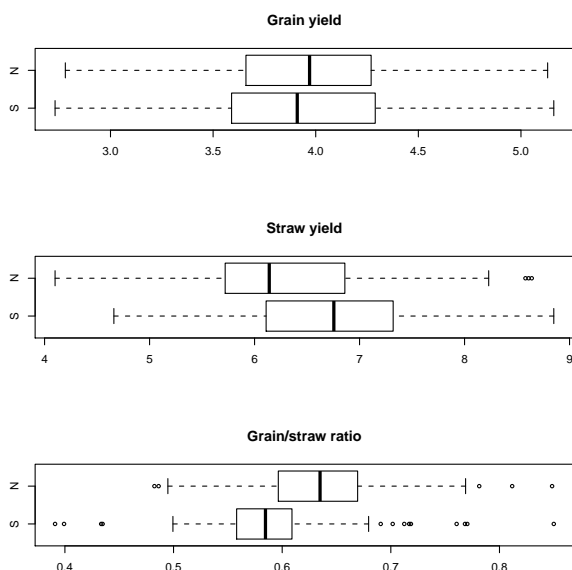 Grain yield
N
S
3.0 3.5 4.0 4.5 5.0
Straw yield
N
S
4 5 6 7 8 9
Grain/straw ratio
N
S
0.4 0.5 0.6 0.7 0.8